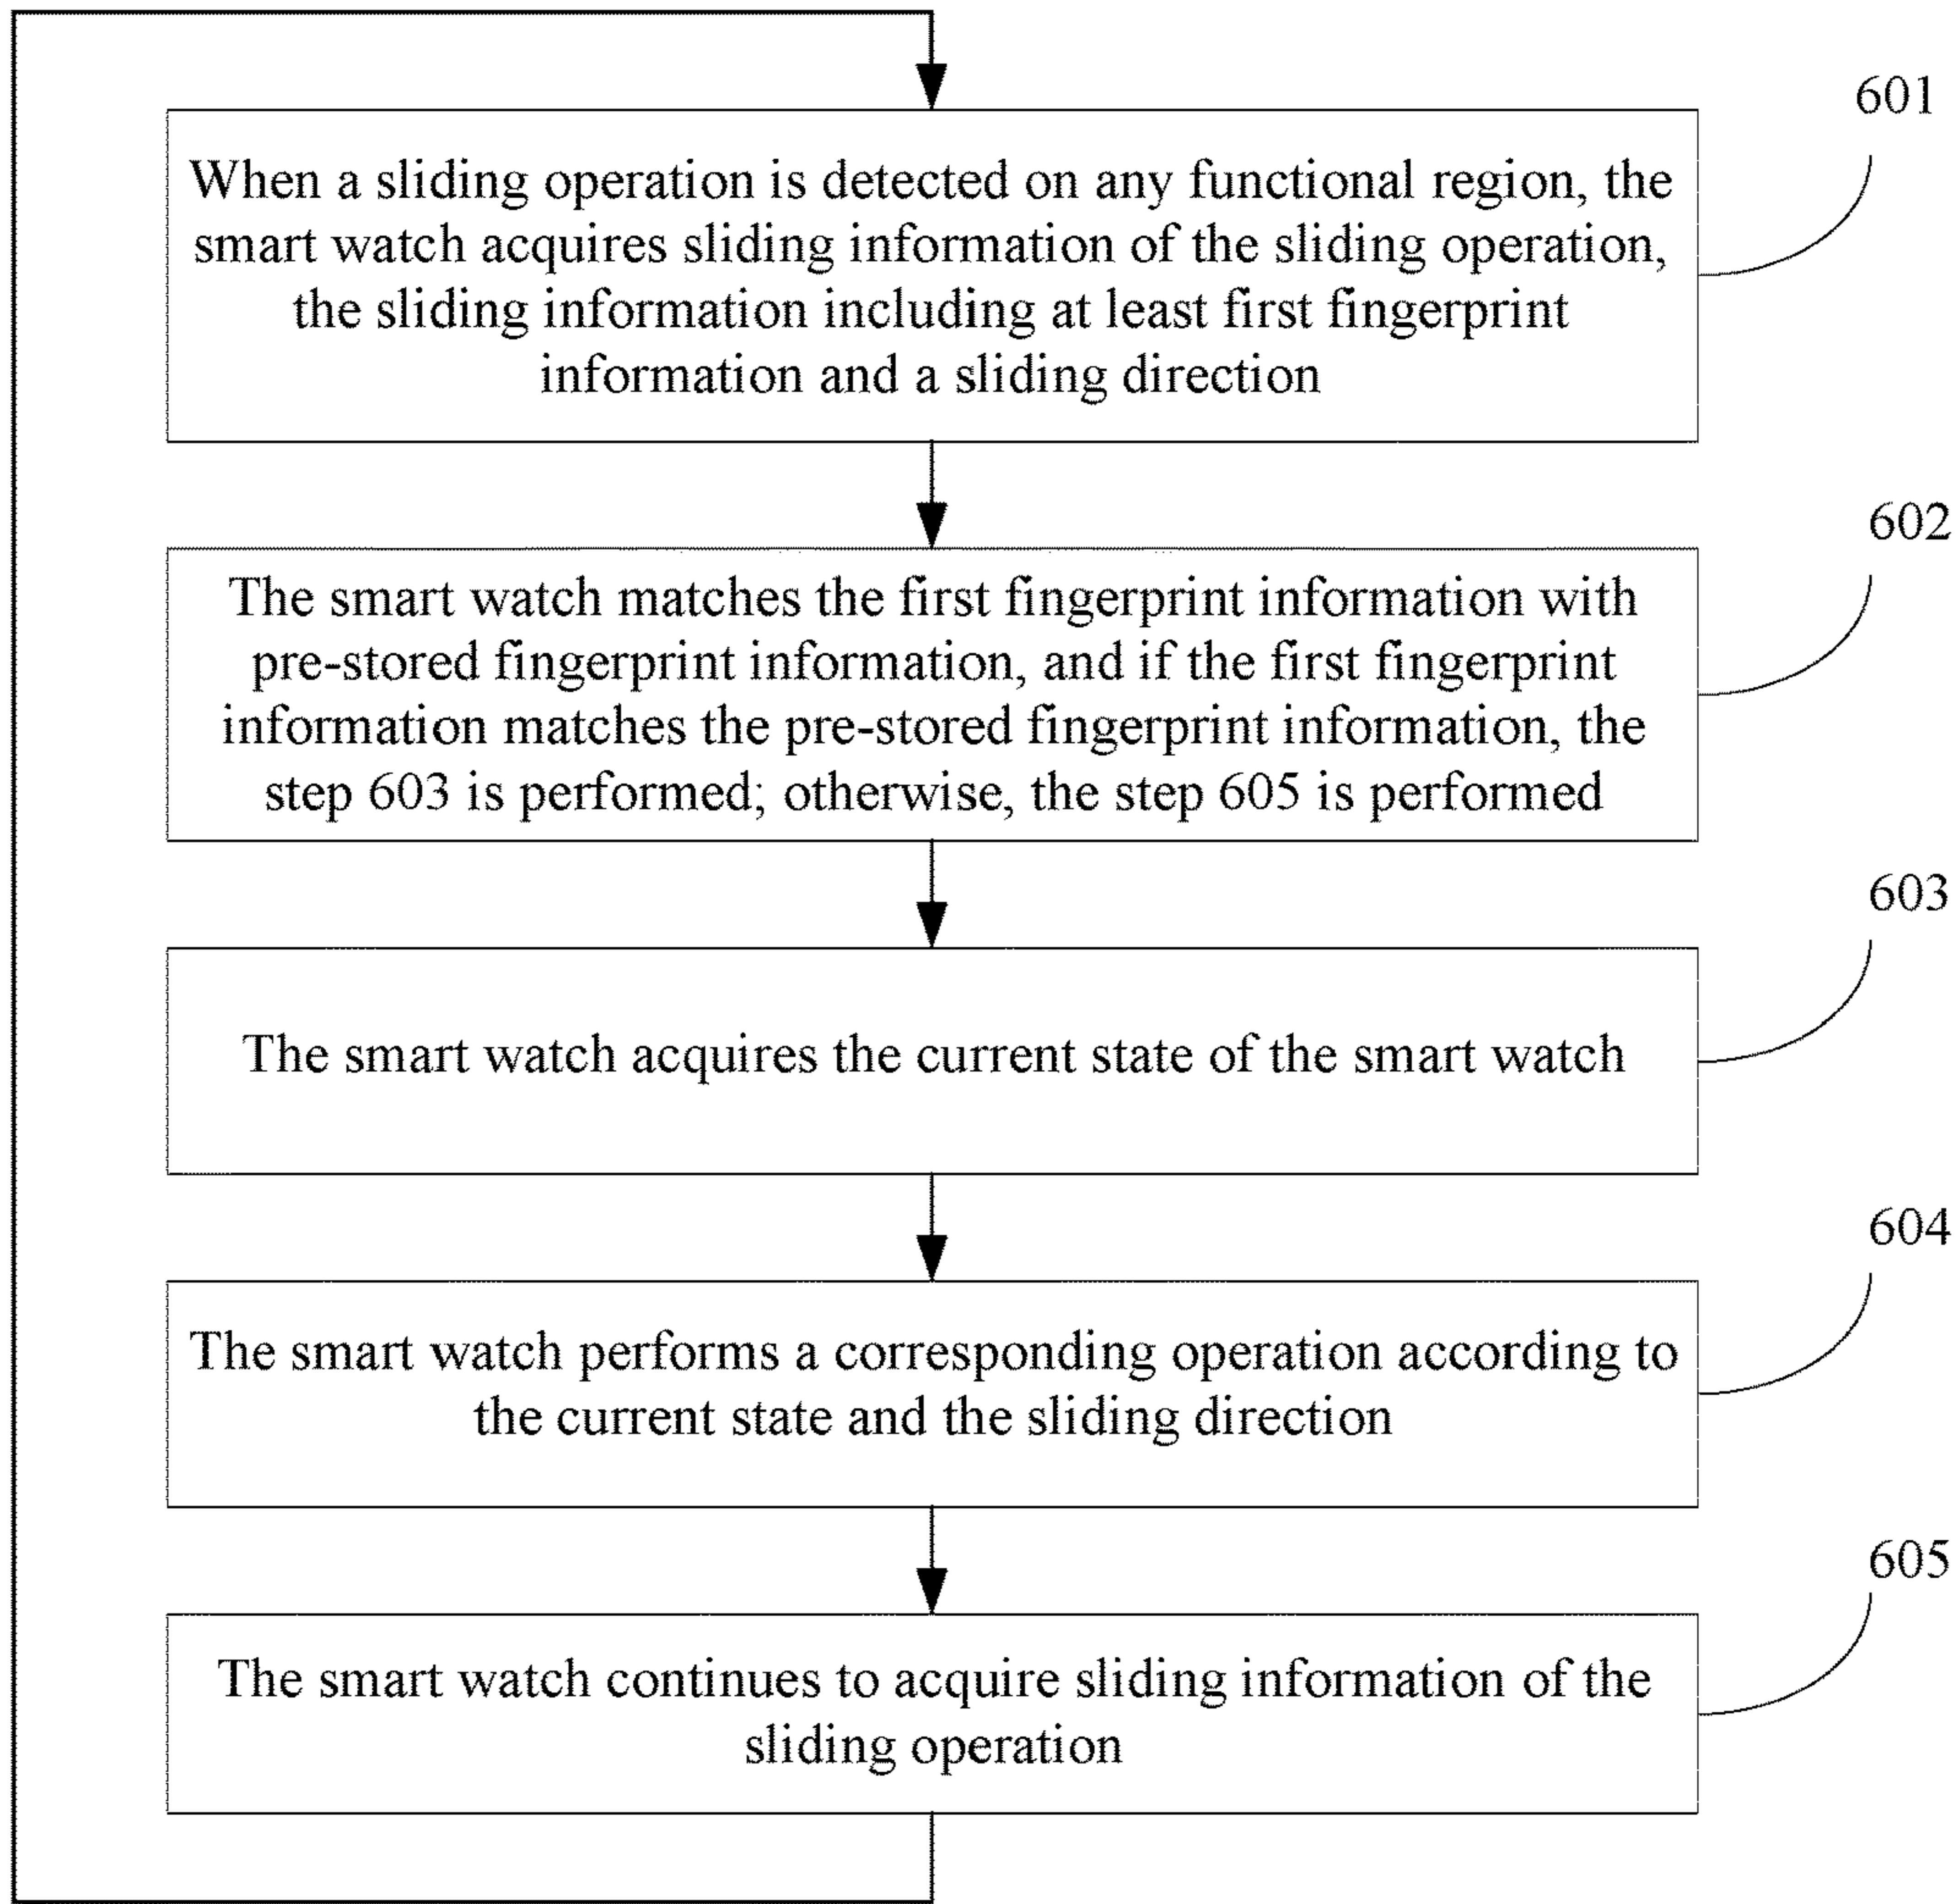 601
When a sliding operation is detected on any functional region, the
smart watch acquires sliding information of the sliding operation,
the sliding information including at least first fingerprint
information and a sliding direction
602
The smart watch matches the first fingerprint information with
pre-stored fingerprint information, and if the first fingerprint
information matches the pre-stored fingerprint information, the
step 603 is performed; otherwise, the step 605 is performed
603
The smart watch acquires the current state of the smart watch
604
The smart watch performs a corresponding operation according to
the current state and the sliding direction
605
The smart watch continues to acquire sliding information of the
sliding operation